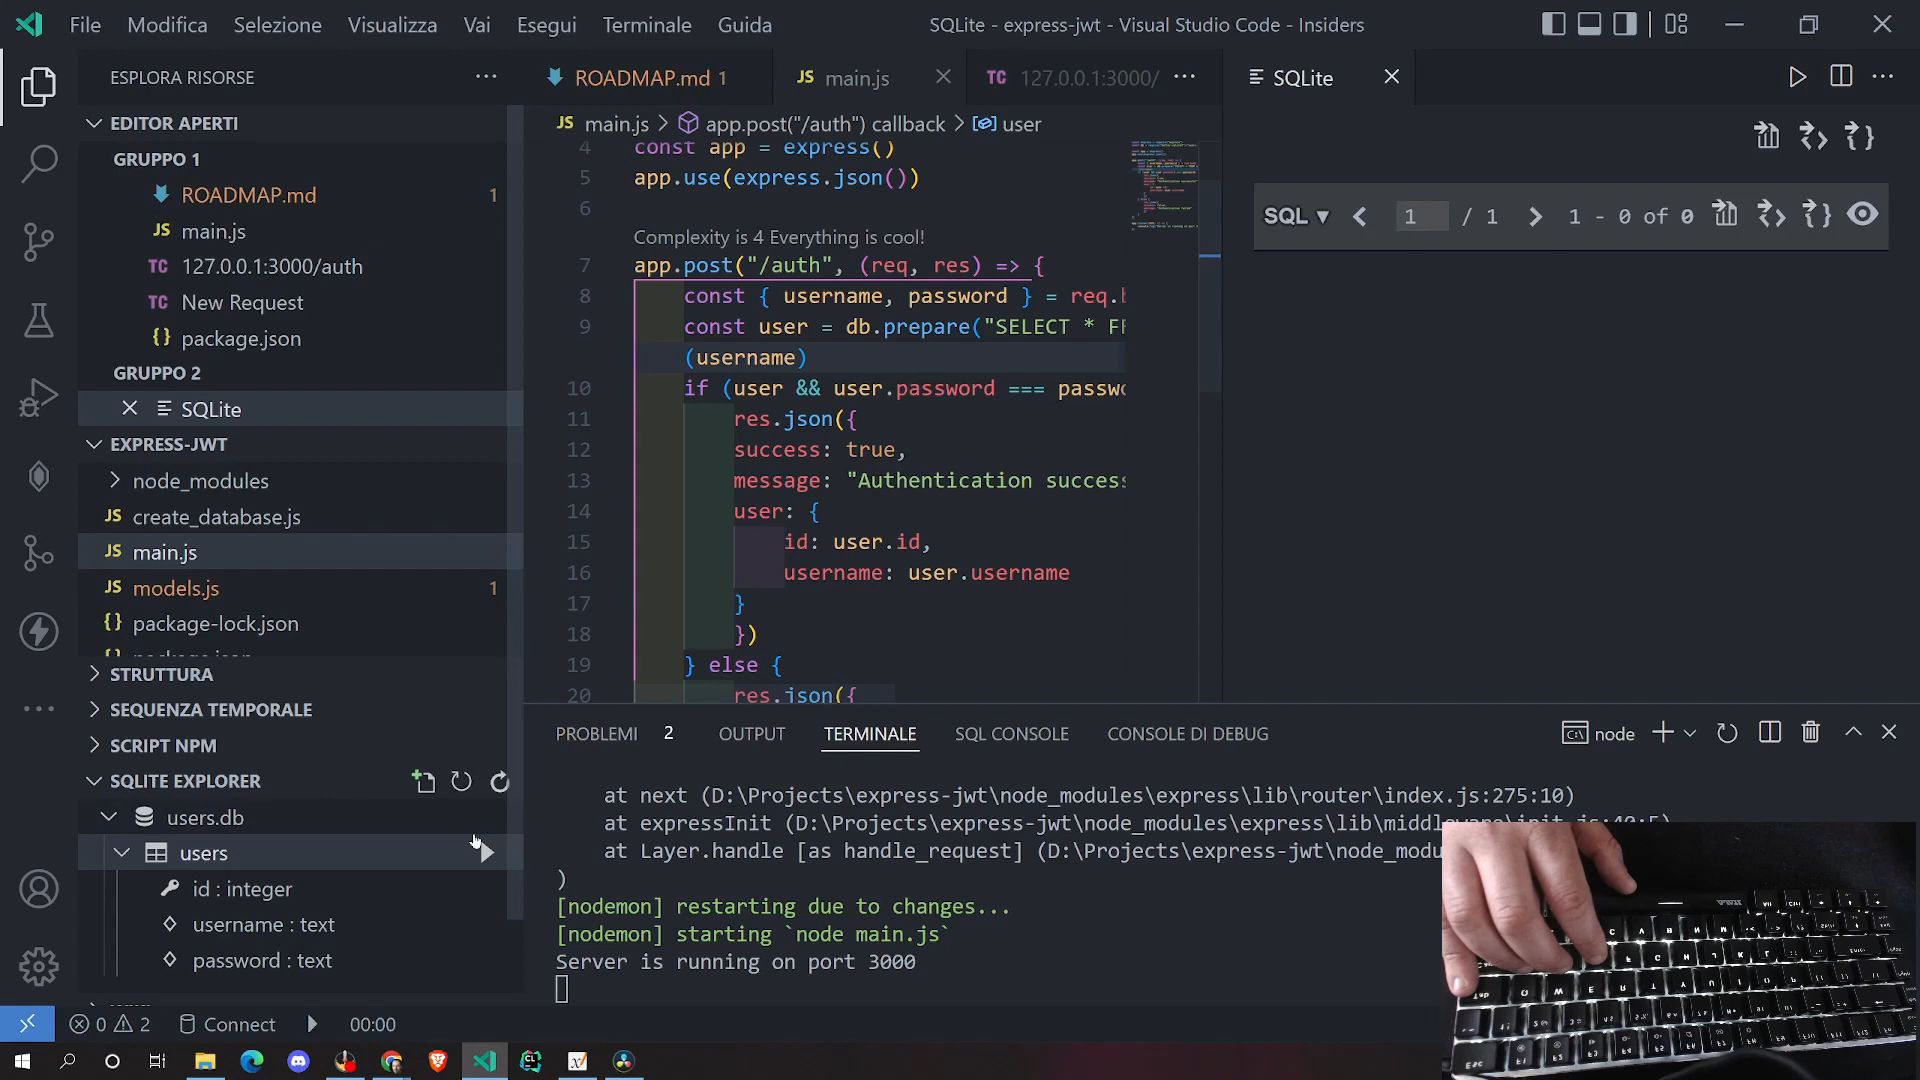 File Modifica Selezione Visualizza Vai Esegui Terminale Guida
SQLite - express-jwt - Visual Studio Code - Insiders
ESPLORA RISORSE
EDITOR APERTI
GRUPPO 1
ROADMAP.md 1
JS main.js
TC 127.0.0.1:3000/auth
TC New Request
{} package.json
GRUPPO 2
SQLite
EXPRESS-JWT
node_modules
JS create_database.js
JS main.js
JS models.js 1
{} package-lock.json
STRUTTURA
SEQUENZA TEMPORALE
SCRIPT NPM
SQLITE EXPLORER
users.db
users
id : integer
username : text
password : text
ROADMAP.md 1
JS main.js
TC 127.0.0.1:3000/
JS main.js > app.post("/auth") callback > user
4 const app = express()
5 app.use(express.json())
6
Complexity is 4 Everything is cool!
7 app.post("/auth", (req, res) => {
8 const { username, password } = req.b
9 const user = db.prepare("SELECT * FR
(username)
10 if (user && user.password === passwo
11 res.json({
12 success: true,
13 message: "Authentication success
14 user: {
15 id: user.id,
16 username: user.username
17 }
18 })
19 } else {
20 res.json({
SQLite
SQL ▼ < 1 / 1 > 1 - 0 of 0
PROBLEMI 2 OUTPUT TERMINALE SQL CONSOLE CONSOLE DI DEBUG
node
at next (D:\Projects\express-jwt\node_modules\express\lib\router\index.js:275:10)
at expressInit (D:\Projects\express-jwt\node_modules\express\lib\middleware\init.js:40:5)
at Layer.handle [as handle_request] (D:\Projects\express-jwt\node_modu
)
[nodemon] restarting due to changes...
[nodemon] starting `node main.js`
Server is running on port 3000
0 2 Connect 00:00